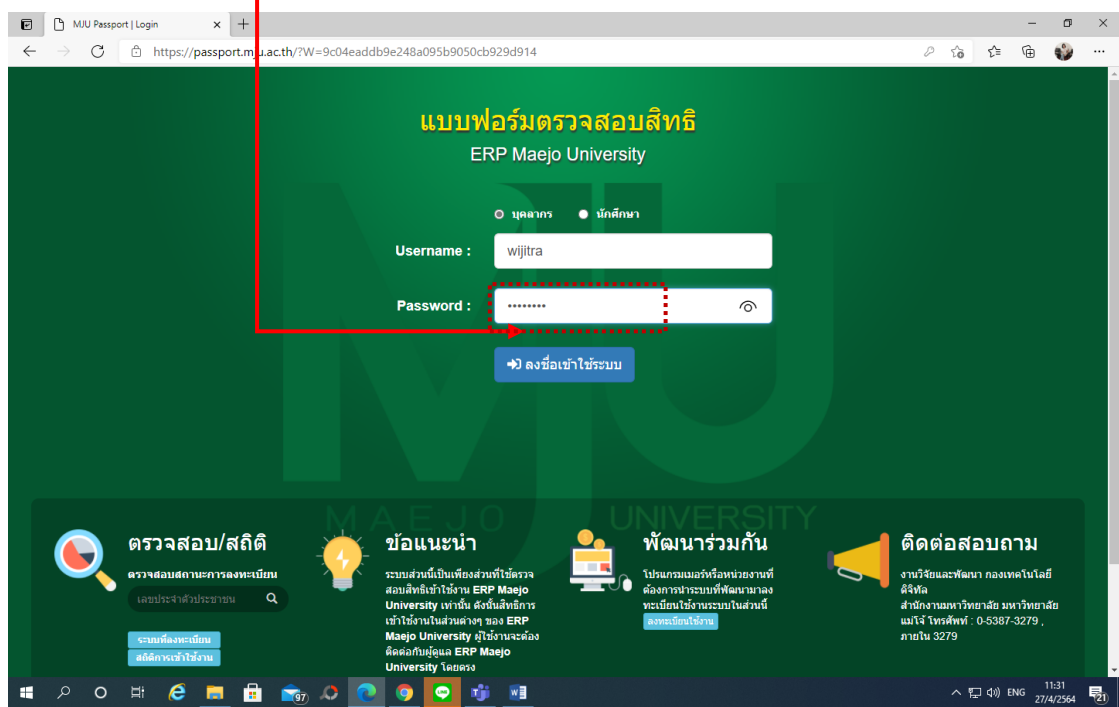 MJU Passport | Login
https://passport.mju.ac.th/?W=9c04eaddb9e248a095b9050cb929d914
แบบฟอร์มตรวจสอบสิทธิ
ERP Maejo University
บุคลากร นักศึกษา
Username : wijitra
Password : ••••••••
ลงชื่อเข้าใช้ระบบ
MJU
MAEJO UNIVERSITY
ตรวจสอบ/สถิติ
ตรวจสอบสถานะการลงทะเบียน
เลขประจำตัวประชาชน
ระบบที่ลงทะเบียน
สถิติการเข้าใช้งาน
ข้อแนะนำ
ระบบส่วนนี้เป็นเพียงส่วนที่ใช้ตรวจ
สอบสิทธิเข้าใช้งาน ERP Maejo
University เท่านั้น ดังนั้นสิทธิการ
เข้าใช้งานในส่วนต่างๆ ของ ERP
Maejo University ผู้ใช้งานจะต้อง
ติดต่อกับผู้ดูแล ERP Maejo
University โดยตรง
พัฒนาร่วมกัน
โปรแกรมเมอร์หรือหน่วยงานที่
ต้องการนำระบบที่พัฒนามาลง
ทะเบียนใช้งานระบบในส่วนนี้
ลงทะเบียนใช้งาน
ติดต่อสอบถาม
งานวิจัยและพัฒนา กองเทคโนโลยี
ดิจิทัล
สำนักงานมหาวิทยาลัย มหาวิทยาลัย
แม่โจ้ โทรศัพท์ : 0-5387-3279 ,
ภายใน 3279
97
ENG
11:31
27/4/2564
21